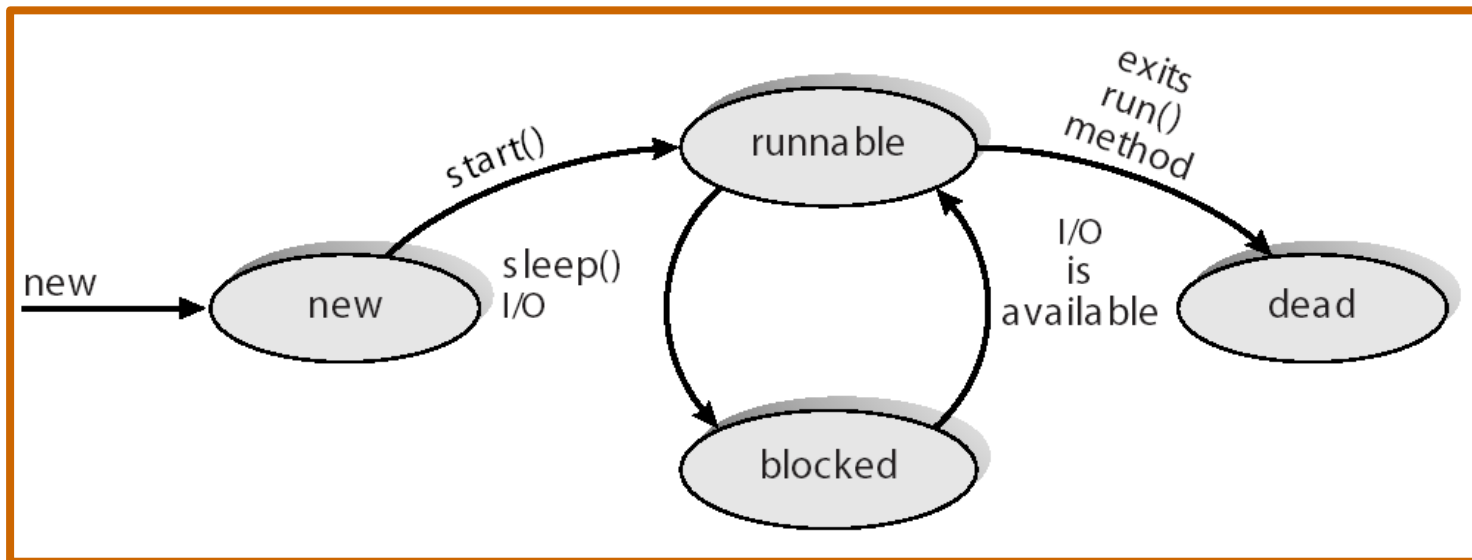 new
new
start()
sleep()
I/O
runnable
blocked
I/O
is
available
exits
run()
method
dead